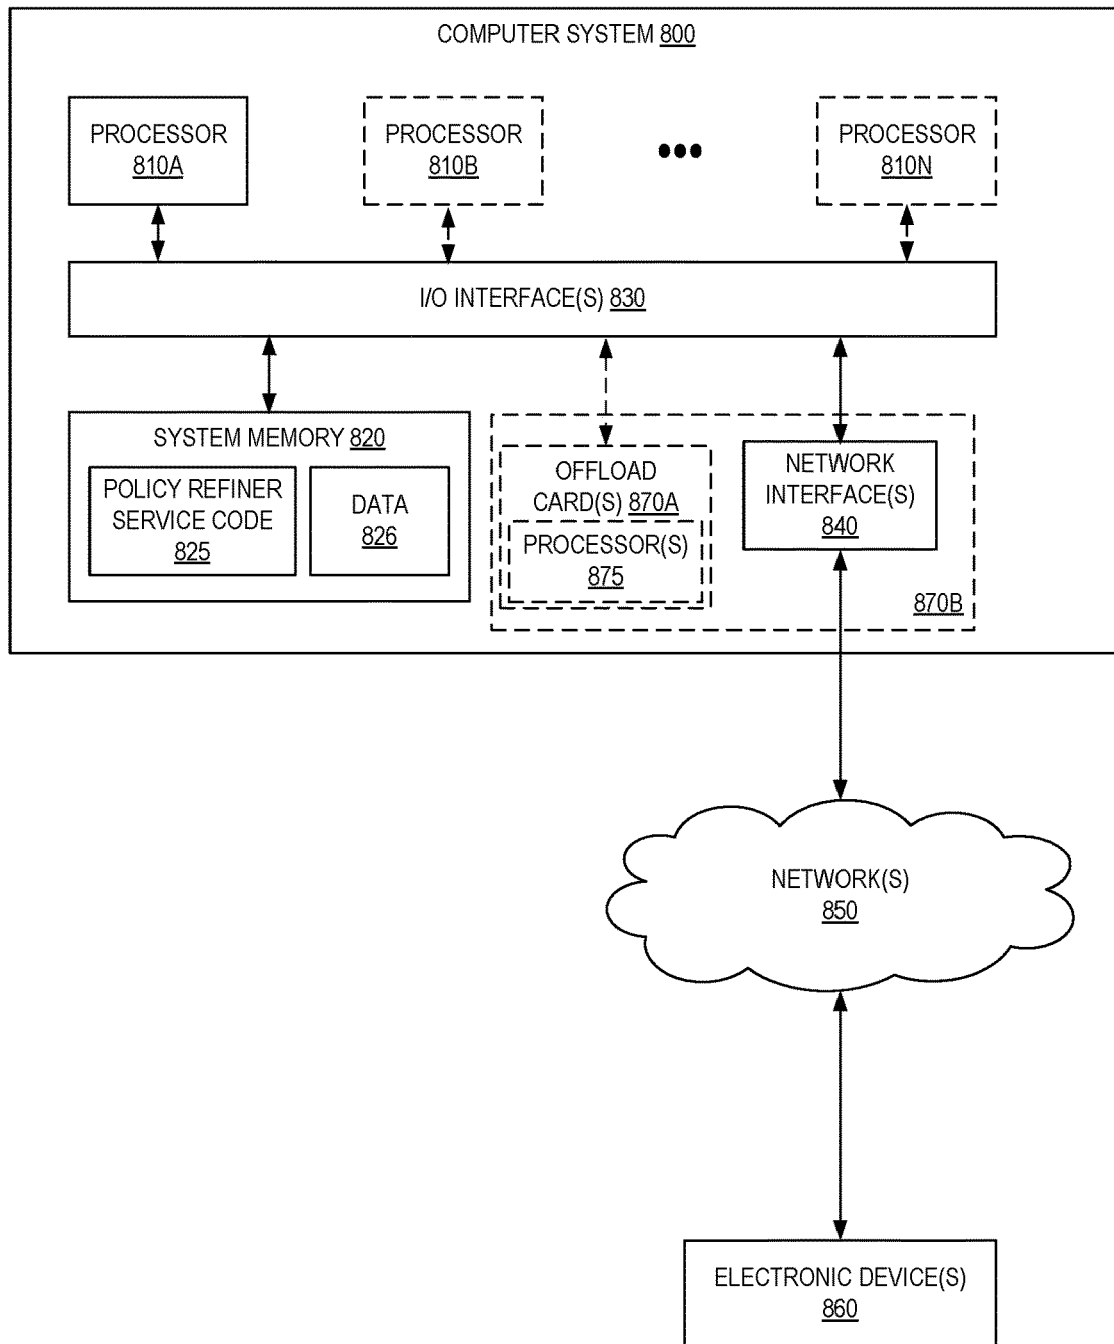 COMPUTER SYSTEM 800
PROCESSOR
810A
PROCESSOR
810B
PROCESSOR
810N
I/O INTERFACE(S) 830
SYSTEM MEMORY 820
POLICY REFINER
SERVICE CODE
825
DATA
826
OFFLOAD
CARD(S) 870A
PROCESSOR(S)
875
NETWORK
INTERFACE(S)
840
870B
NETWORK(S)
850
ELECTRONIC DEVICE(S)
860